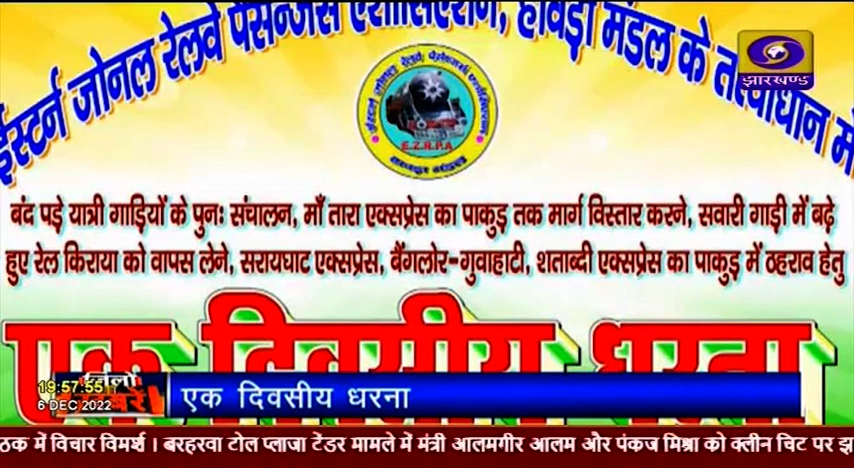 ईस्टर्न जोनल रेलवे पैसेन्जर्स एसोसिएशन, हावड़ा मंडल के तत्वाधान में
झारखण्ड
E.Z.R.P.A
बंद पड़े यात्री गाड़ियों के पुनः संचालन, माँ तारा एक्सप्रेस का पाकुड़ तक मार्ग विस्तार करने, सवारी गाड़ी में बढ़े
हुए रेल किराया को वापस लेने, सरायघाट एक्सप्रेस, बैंगलोर-गुवाहाटी, शताब्दी एक्सप्रेस का पाकुड़ में ठहराव हेतु
एक दिवसीय धरना
जिला
खबरें
19:57:55
6 DEC 2022
एक दिवसीय धरना
ठक में विचार विमर्श । बरहरवा टोल प्लाजा टेंडर मामले में मंत्री आलमगीर आलम और पंकज मिश्रा को क्लीन चिट पर झा